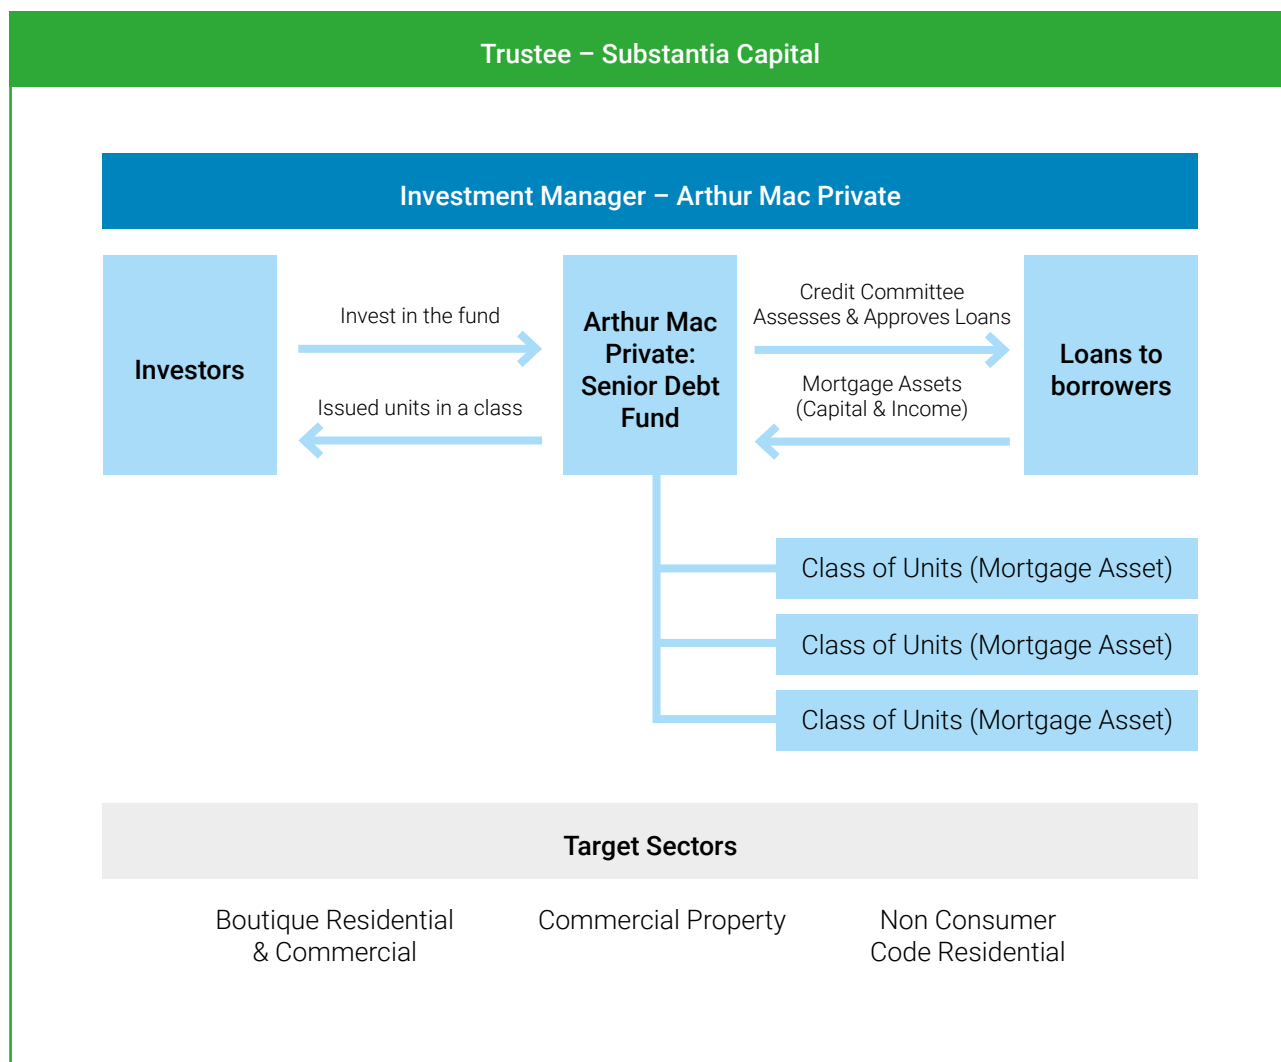 Trustee – Substantia Capital
Investment Manager – Arthur Mac Private
Investors
Invest in the fund
Issued units in a class
Arthur Mac
Private:
Senior Debt
Fund
Credit Committee
Assesses & Approves Loans
Mortgage Assets
(Capital & Income)
Loans to
borrowers
Class of Units (Mortgage Asset)
Class of Units (Mortgage Asset)
Class of Units (Mortgage Asset)
Target Sectors
Boutique Residential
& Commercial
Commercial Property
Non Consumer
Code Residential